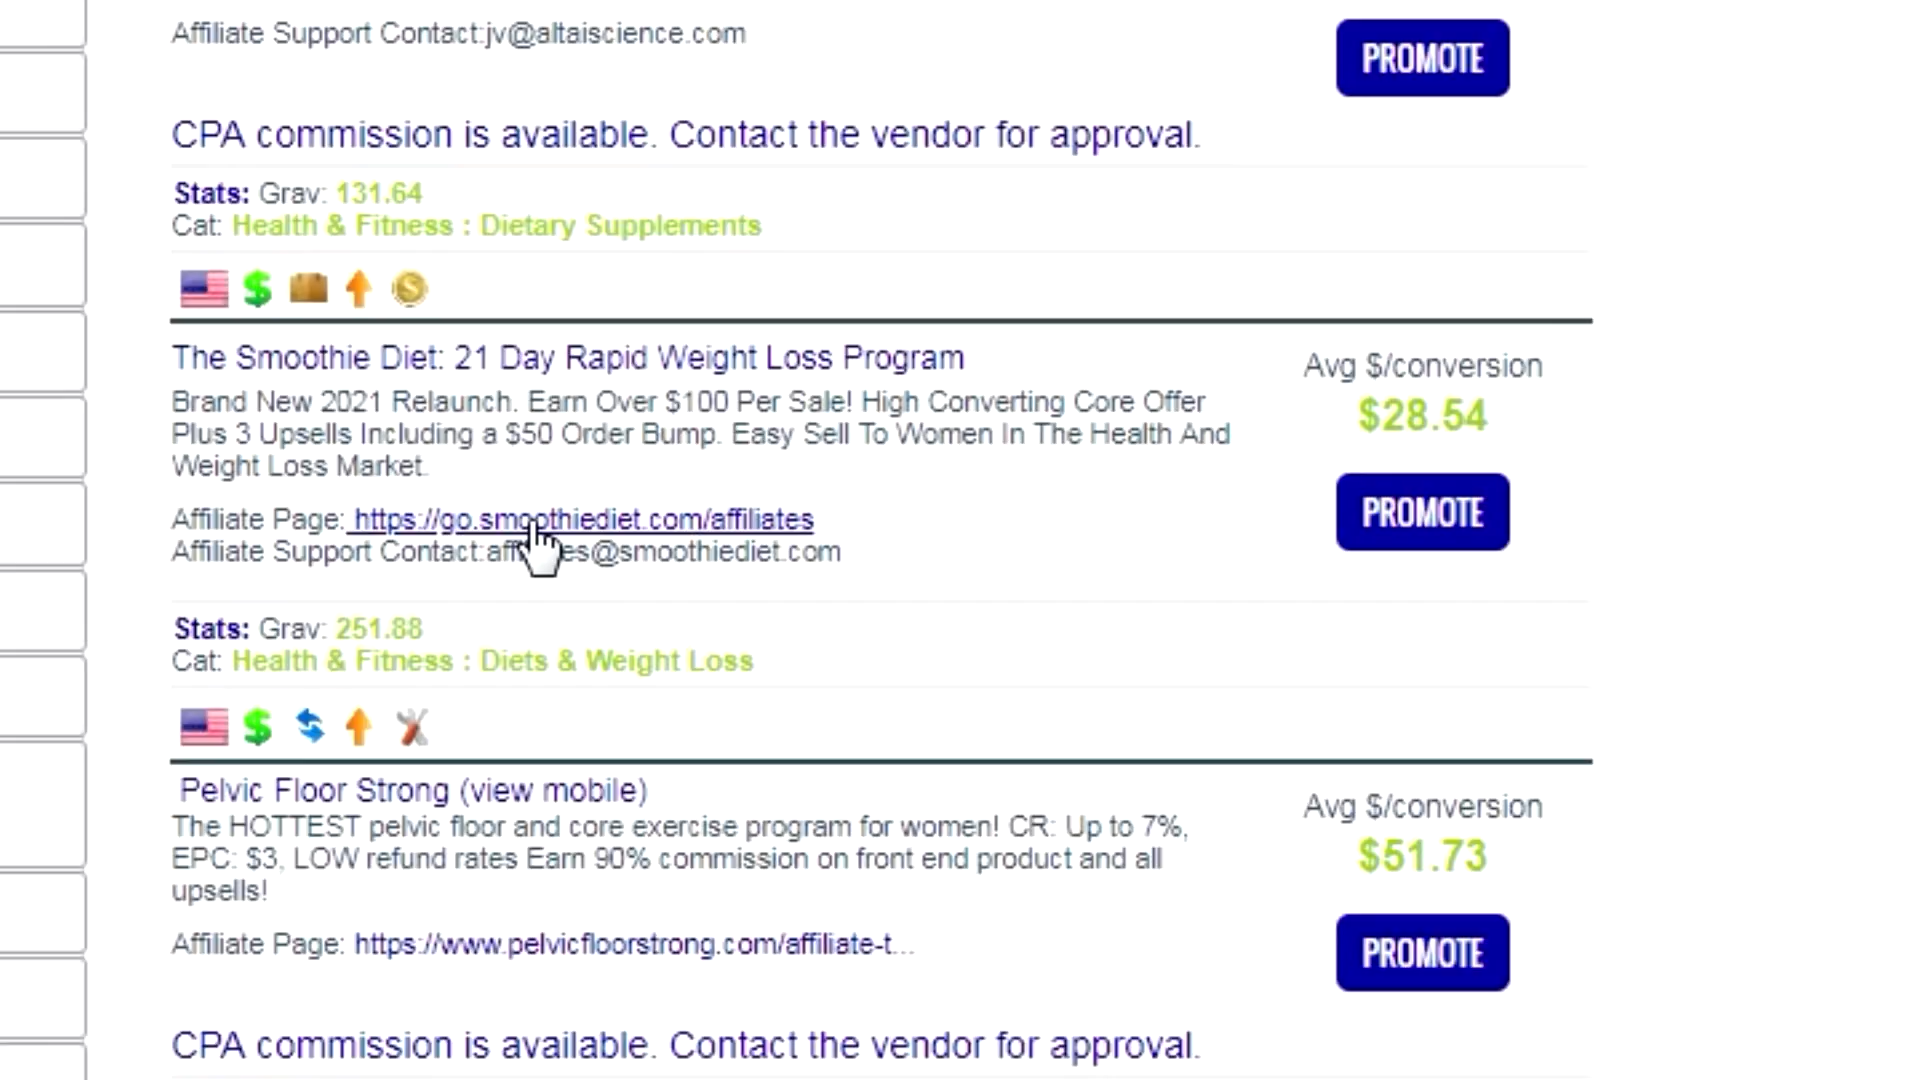 Affiliate Support Contact:jv@altaiscience.com
PROMOTE
CPA commission is available. Contact the vendor for approval.
Stats: Grav: 131.64
Cat: Health & Fitness : Dietary Supplements
The Smoothie Diet: 21 Day Rapid Weight Loss Program
Avg $/conversion
$28.54
Brand New 2021 Relaunch. Earn Over $100 Per Sale! High Converting Core Offer
Plus 3 Upsells Including a $50 Order Bump. Easy Sell To Women In The Health And
Weight Loss Market.
PROMOTE
Affiliate Page: https://go.smoothiediet.com/affiliates
Affiliate Support Contact: @smoothiediet.com
Stats: Grav: 251.88
Cat: Health & Fitness : Diets & Weight Loss
Pelvic Floor Strong (view mobile)
Avg $/conversion
$51.73
The HOTTEST pelvic floor and core exercise program for women! CR: Up to 7%,
EPC: $3, LOW refund rates Earn 90% commission on front end product and all
upsells!
Affiliate Page: https://www.pelvicfloorstrong.com/affiliate-t...
PROMOTE
CPA commission is available. Contact the vendor for approval.